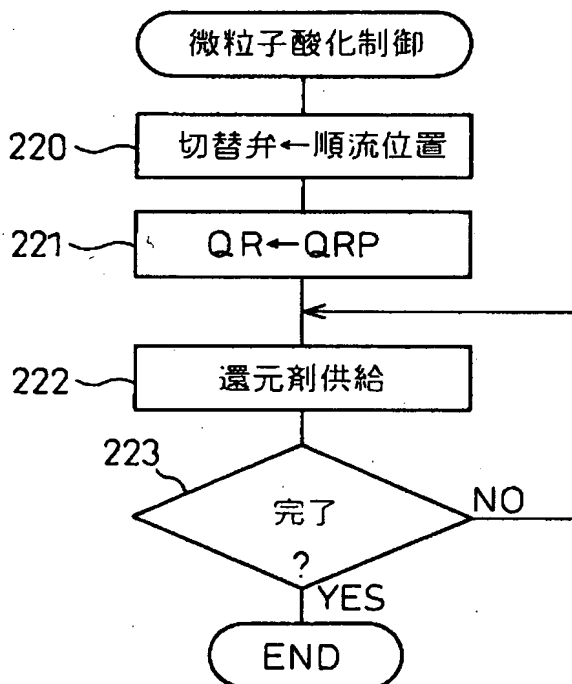 微粒子酸化制御
220
切替弁←順流位置
221
QR←QRP
222
還元剤供給
223
完了
?
NO
YES
END